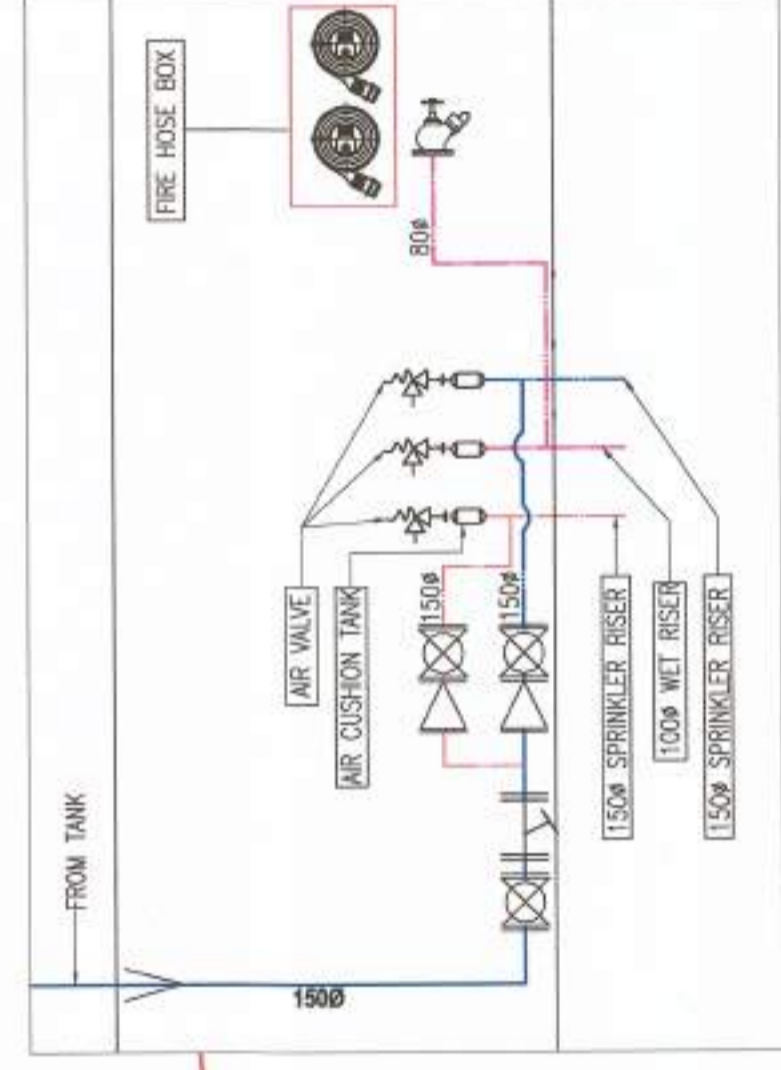 FIRE HOSE BOX
80ø
AIR VALVE
AIR CUSHION TANK
150ø
150ø
FROM TANK
150Ø
150ø SPRINKLER RISER
100ø WET RISER
150ø SPRINKLER RISER